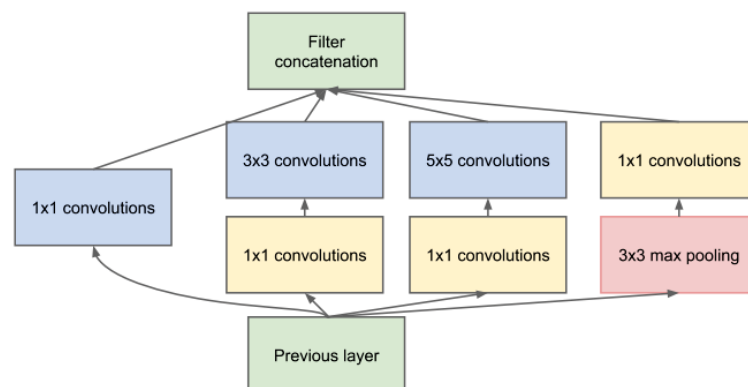 Filter
concatenation
3x3 convolutions
5x5 convolutions
1x1 convolutions
1x1 convolutions
1x1 convolutions
1x1 convolutions
3x3 max pooling
Previous layer